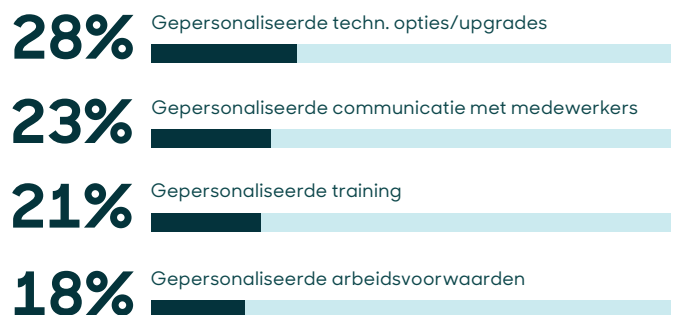 28% Gepersonaliseerde techn. opties/upgrades
23% Gepersonaliseerde communicatie met medewerkers
21% Gepersonaliseerde training
18% Gepersonaliseerde arbeidsvoorwaarden